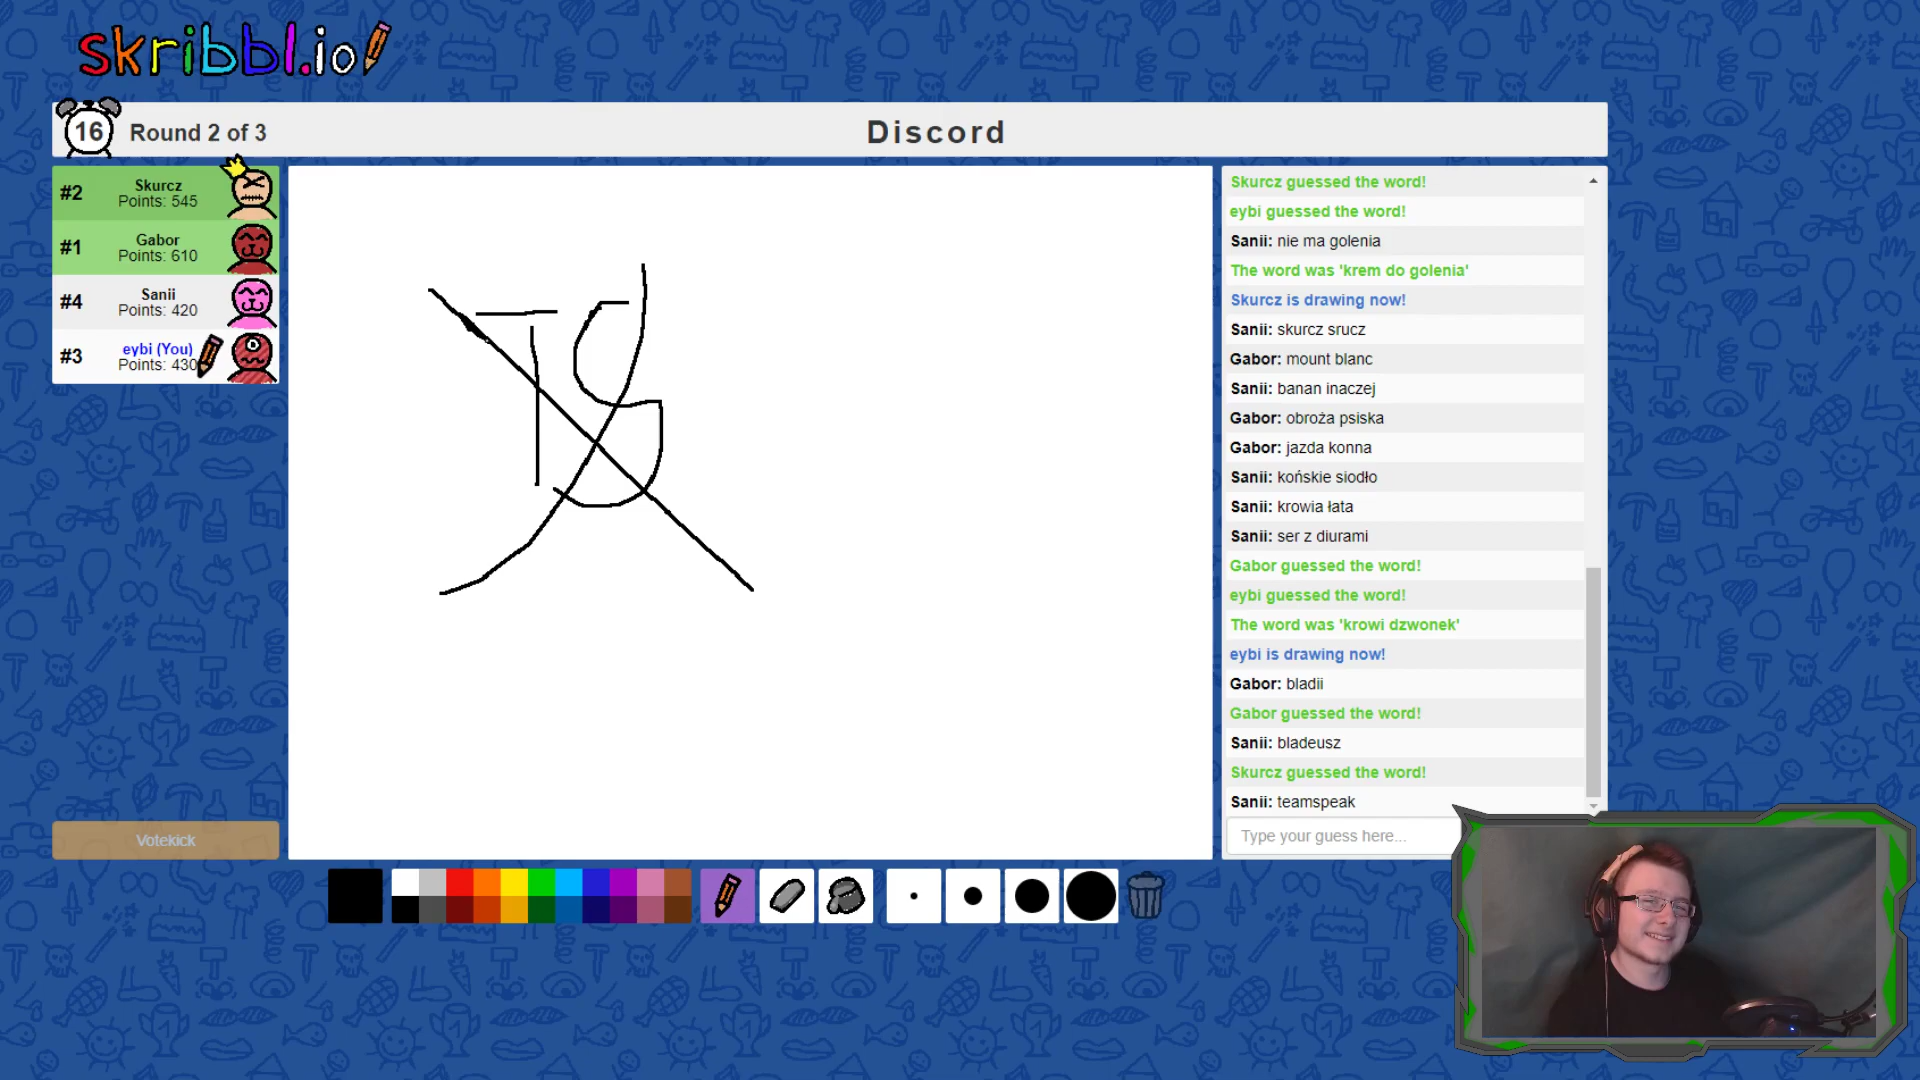 skribbl.io
16
Round 2 of 3
Discord
#2
Skurcz
Points: 545
#1
Gabor
Points: 610
#4
Sanii
Points: 420
#3
eybi (You)
Points: 430
TS
Skurcz guessed the word!
eybi guessed the word!
Sanii: nie ma golenia
The word was 'krem do golenia'
Skurcz is drawing now!
Sanii: skurcz srucz
Gabor: mount blanc
Sanii: banan inaczej
Gabor: obroża psiska
Gabor: jazda konna
Sanii: końskie siodło
Sanii: krowia łata
Sanii: ser z diurami
Gabor guessed the word!
eybi guessed the word!
The word was 'krowi dzwonek'
eybi is drawing now!
Gabor: bladii
Gabor guessed the word!
Sanii: bladeusz
Skurcz guessed the word!
Sanii: teamspeak
Type your guess here...
Votekick